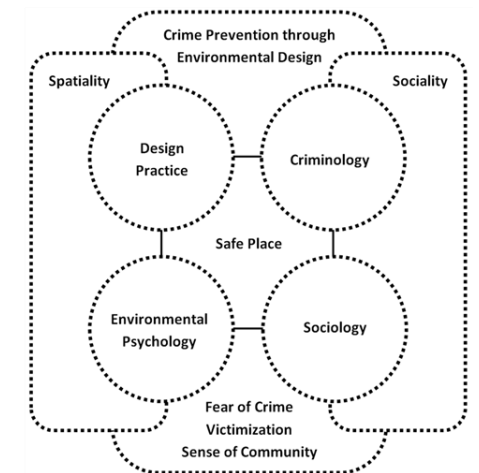 Crime Prevention through
Environmental Design
Spatiality
Sociality
Design
Practice
Criminology
Safe Place
Environmental
Psychology
Sociology
Fear of Crime
Victimization
Sense of Community